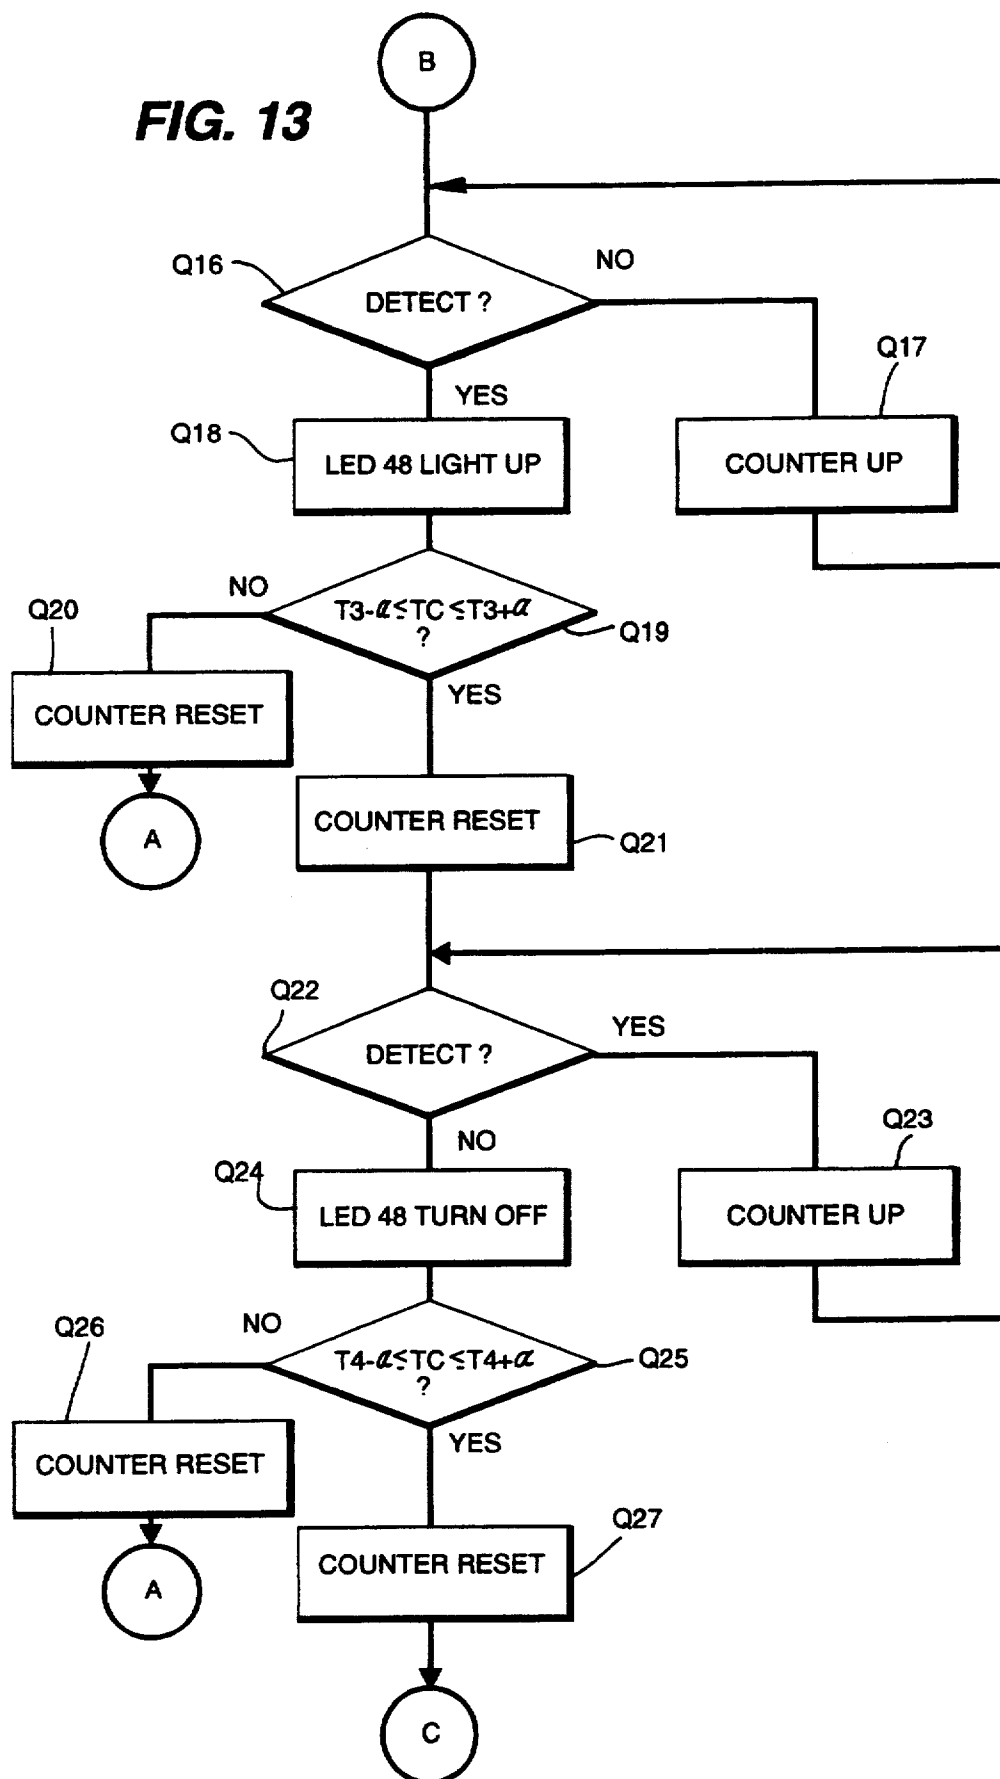 B
FIG. 13
Q16
DETECT ?
NO
Q17
YES
Q18
LED 48 LIGHT UP
COUNTER UP
NO
Q20
T3-α≤TC≤T3+α
?
Q19
YES
COUNTER RESET
A
COUNTER RESET
Q21
Q22
DETECT ?
YES
Q23
NO
Q24
LED 48 TURN OFF
COUNTER UP
NO
Q26
T4-α≤TC≤T4+α
?
Q25
YES
COUNTER RESET
A
Q27
COUNTER RESET
C